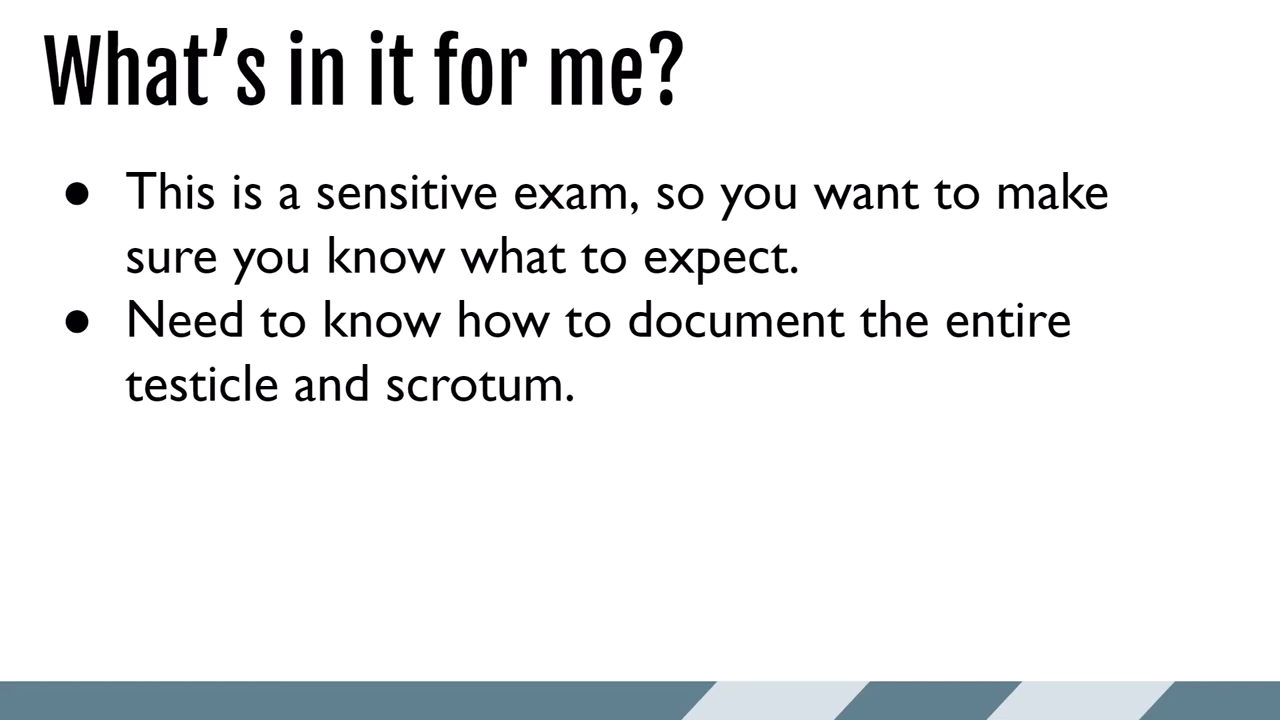 What’s in it for me?
● This is a sensitive exam, so you want to make
sure you know what to expect.
● Need to know how to document the entire
testicle and scrotum.